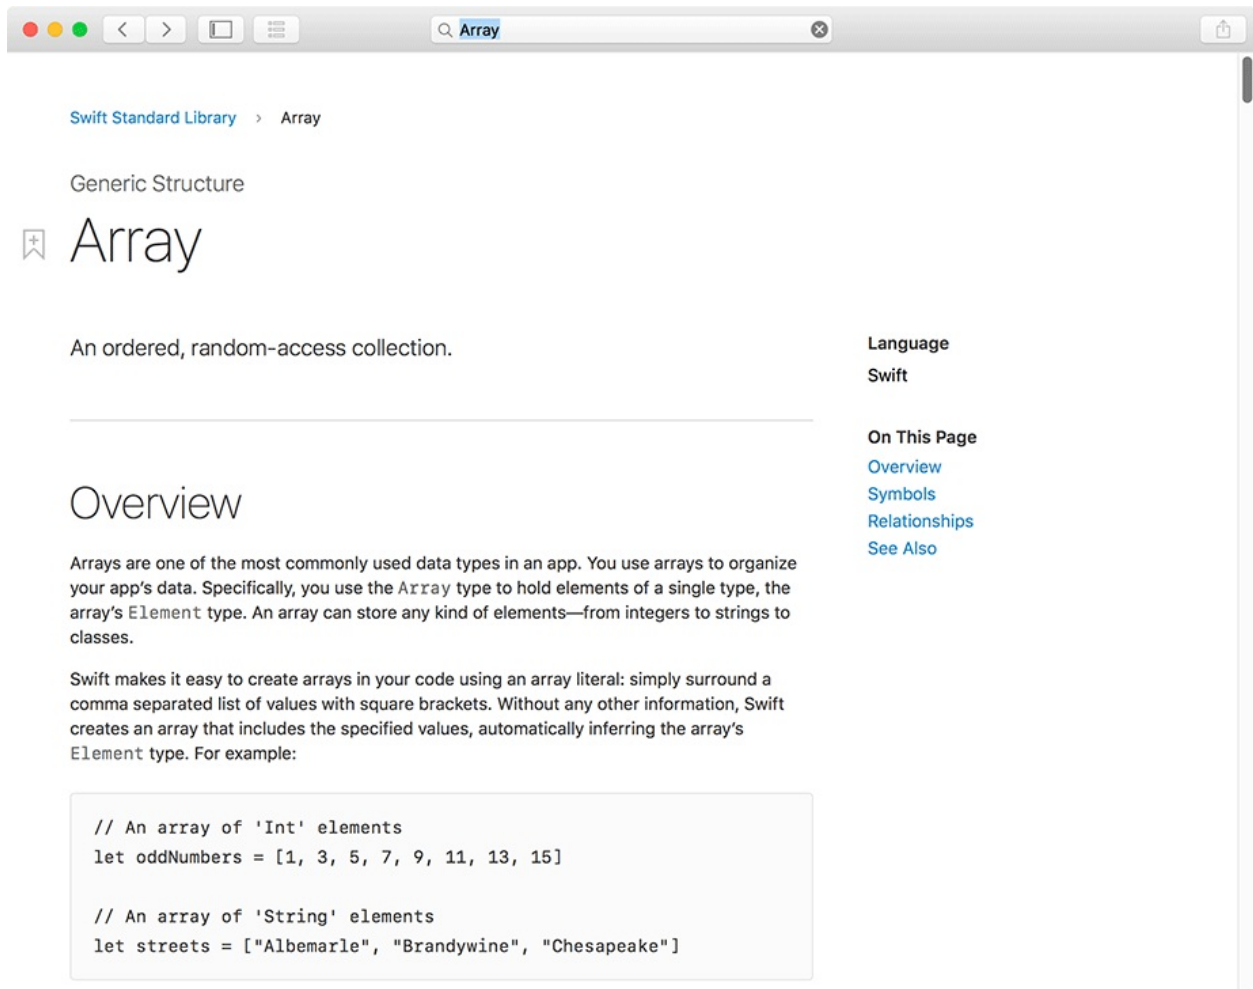 Array
Swift Standard Library › Array
Generic Structure
Array
An ordered, random-access collection.
Language
Swift
On This Page
Overview
Symbols
Relationships
See Also
Overview
Arrays are one of the most commonly used data types in an app. You use arrays to organize
your app’s data. Specifically, you use the Array type to hold elements of a single type, the
array’s Element type. An array can store any kind of elements—from integers to strings to
classes.
Swift makes it easy to create arrays in your code using an array literal: simply surround a
comma separated list of values with square brackets. Without any other information, Swift
creates an array that includes the specified values, automatically inferring the array’s
Element type. For example:
// An array of 'Int' elements
let oddNumbers = [1, 3, 5, 7, 9, 11, 13, 15]
// An array of 'String' elements
let streets = ["Albemarle", "Brandywine", "Chesapeake"]